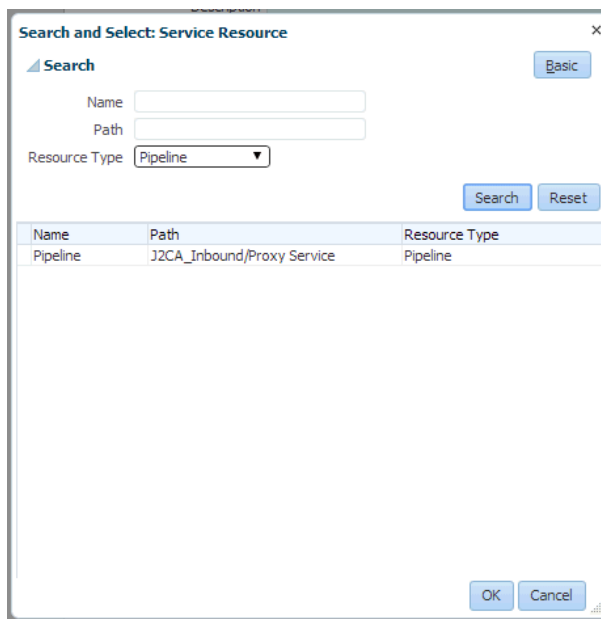 Description
Search and Select: Service Resource
Search
Basic
Name
Path
Resource Type Pipeline
Search Reset
Name Path Resource Type
Pipeline J2CA_Inbound/Proxy Service Pipeline
OK Cancel